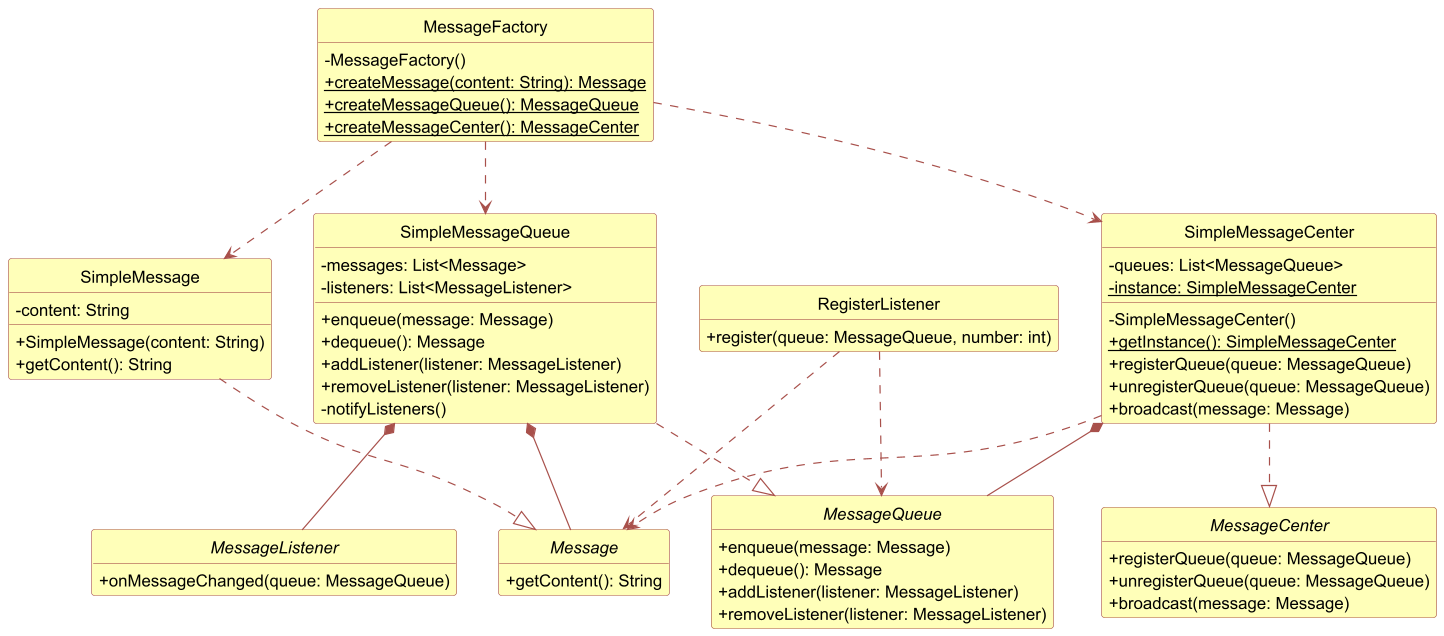 MessageFactory
-MessageFactory()
+createMessage(content: String): Message
+createMessageQueue(): MessageQueue
+createMessageCenter(): MessageCenter
SimpleMessage
-content: String
+SimpleMessage(content: String)
+getContent(): String
SimpleMessageQueue
-messages: List<Message>
-listeners: List<MessageListener>
+enqueue(message: Message)
+dequeue(): Message
+addListener(listener: MessageListener)
+removeListener(listener: MessageListener)
-notifyListeners()
RegisterListener
+register(queue: MessageQueue, number: int)
SimpleMessageCenter
-queues: List<MessageQueue>
-instance: SimpleMessageCenter
-SimpleMessageCenter()
+getInstance(): SimpleMessageCenter
+registerQueue(queue: MessageQueue)
+unregisterQueue(queue: MessageQueue)
+broadcast(message: Message)
MessageListener
+onMessageChanged(queue: MessageQueue)
Message
+getContent(): String
MessageQueue
+enqueue(message: Message)
+dequeue(): Message
+addListener(listener: MessageListener)
+removeListener(listener: MessageListener)
MessageCenter
+registerQueue(queue: MessageQueue)
+unregisterQueue(queue: MessageQueue)
+broadcast(message: Message)